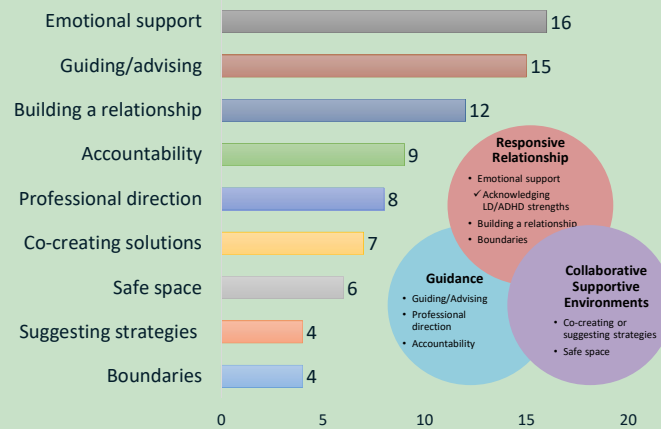 Emotional support 16
Guiding/advising 15
Building a relationship 12
Accountability 9
Professional direction 8
Co-creating solutions 7
Safe space 6
Suggesting strategies 4
Boundaries 4
0 5 10 15 20
Responsive
Relationship
• Emotional support
✓Acknowledging
LD/ADHD strengths
• Building a relationship
• Boundaries
Guidance
• Guiding/Advising
• Professional
direction
• Accountability
Collaborative
Supportive
Environments
• Co-creating or
suggesting strategies
• Safe space